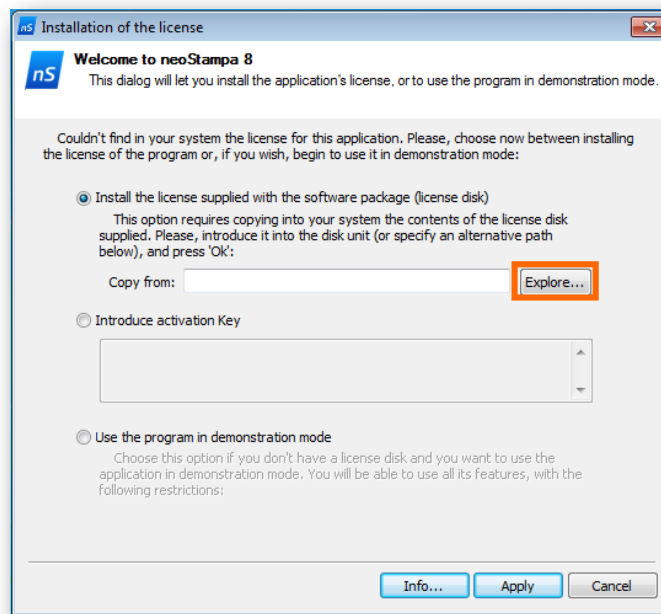 nS Installation of the license
nS
Welcome to neoStampa 8
This dialog will let you install the application's license, or to use the program in demonstration mode.
Couldn't find in your system the license for this application. Please, choose now between installing
the license of the program or, if you wish, begin to use it in demonstration mode:
Install the license supplied with the software package (license disk)
This option requires copying into your system the contents of the license disk
supplied. Please, introduce it into the disk unit (or specify an alternative path
below), and press 'Ok':
Copy from:
Explore...
Introduce activation Key
Use the program in demonstration mode
Choose this option if you don't have a license disk and you want to use the
application in demonstration mode. You will be able to use all its features, with the
following restrictions:
Info...
Apply
Cancel